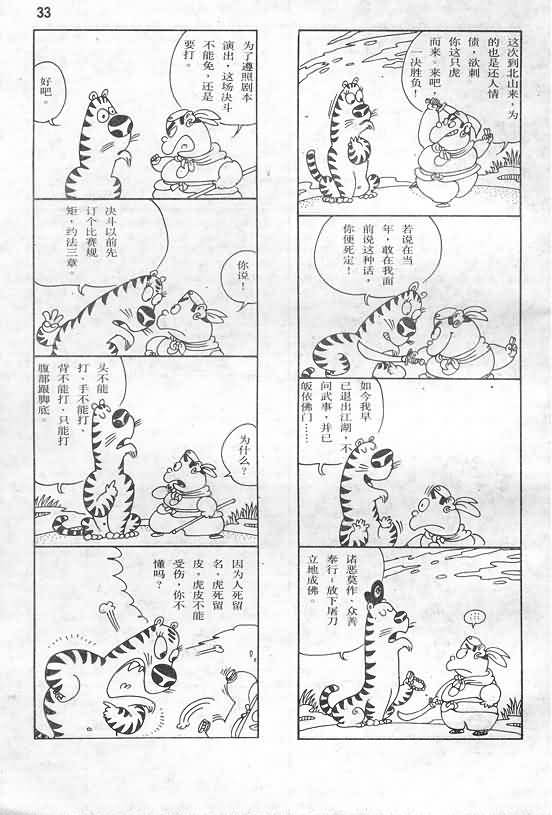 33
这次到北山来，为
的也是还人情
债，欲刺
你这只虎
而来。来吧！
一决胜负！
若说在当
年，敢在我面
前说这种话，
你便死定！
如今我早
已退出江湖，不
问武事，并已
皈依佛门……
诸恶莫作，众善
奉行－放下屠刀
立地成佛。
……
为了遵照剧本
演出，这场决斗
不能免，还是
要打。
好吧。
决斗以前先
订个比赛规
矩，约法三章。
你说！
头不能
打，手不能打，
背不能打，只能打
腹部跟脚底。
为什么？
因为人死留
名，虎死留
皮，虎皮不能
受伤，你不
懂吗？